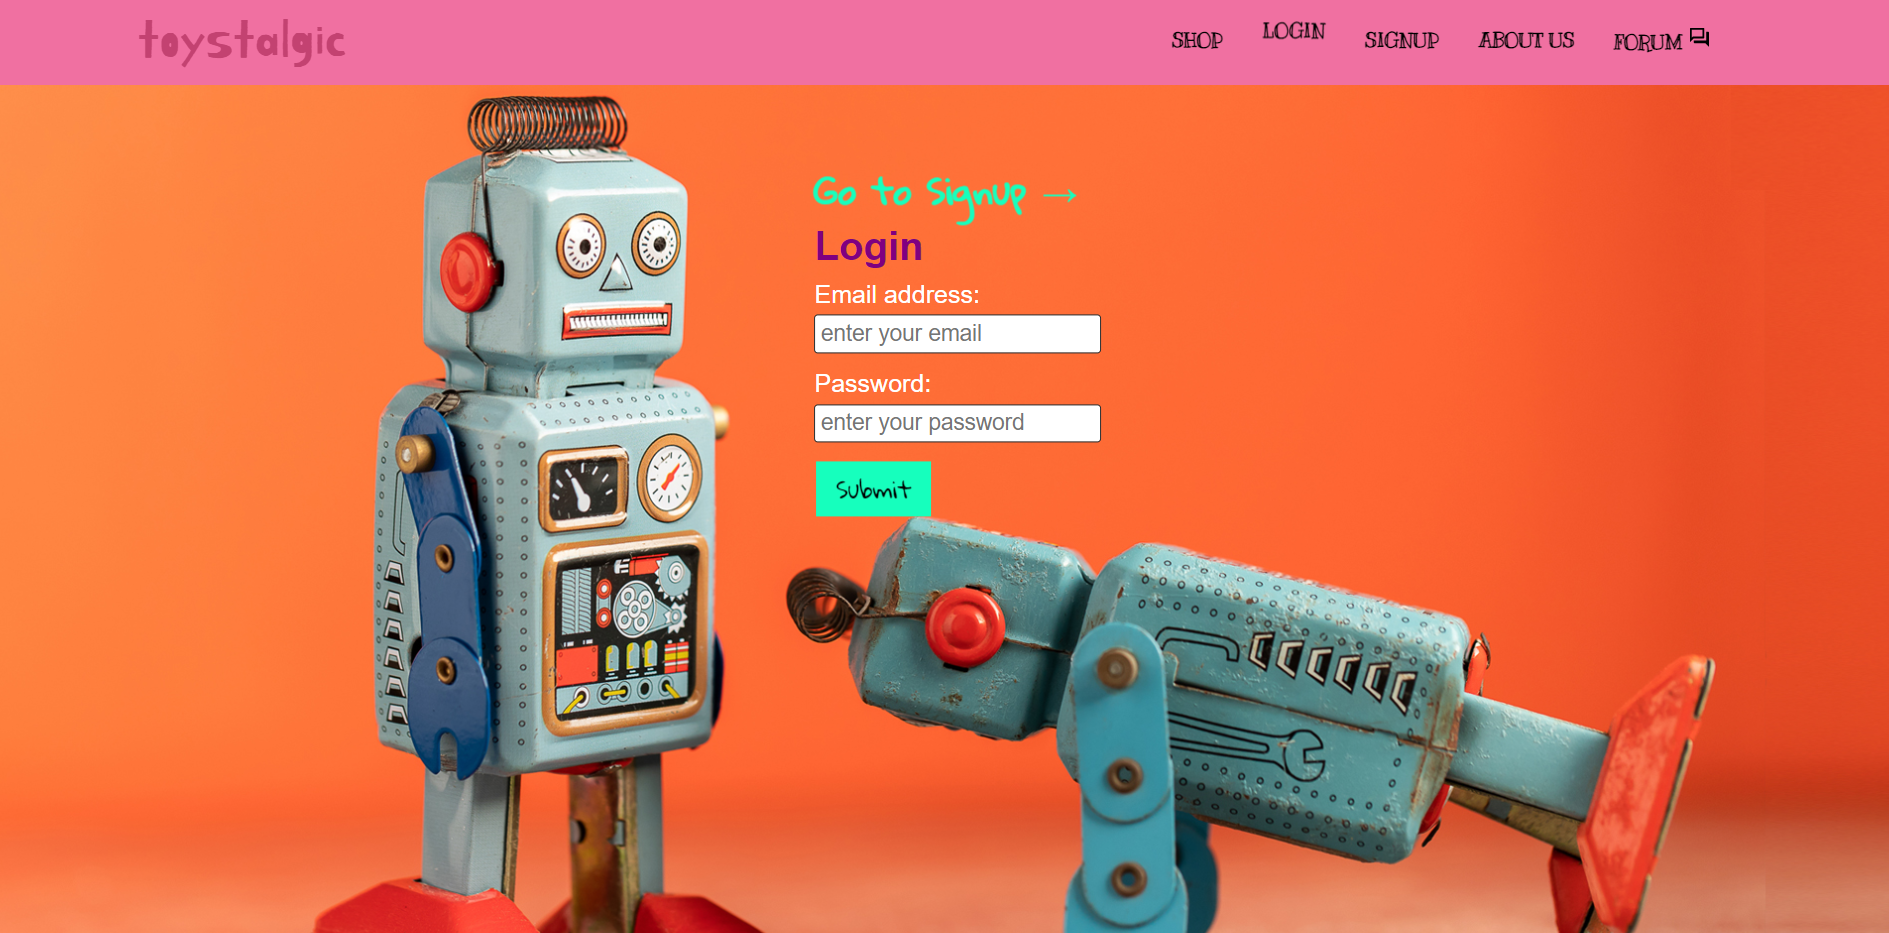 toystalgic
SHOP LOGIN SIGNUP ABOUT US FORUM
Go to Signup →
Login
Email address:
enter your email
Password:
enter your password
Submit